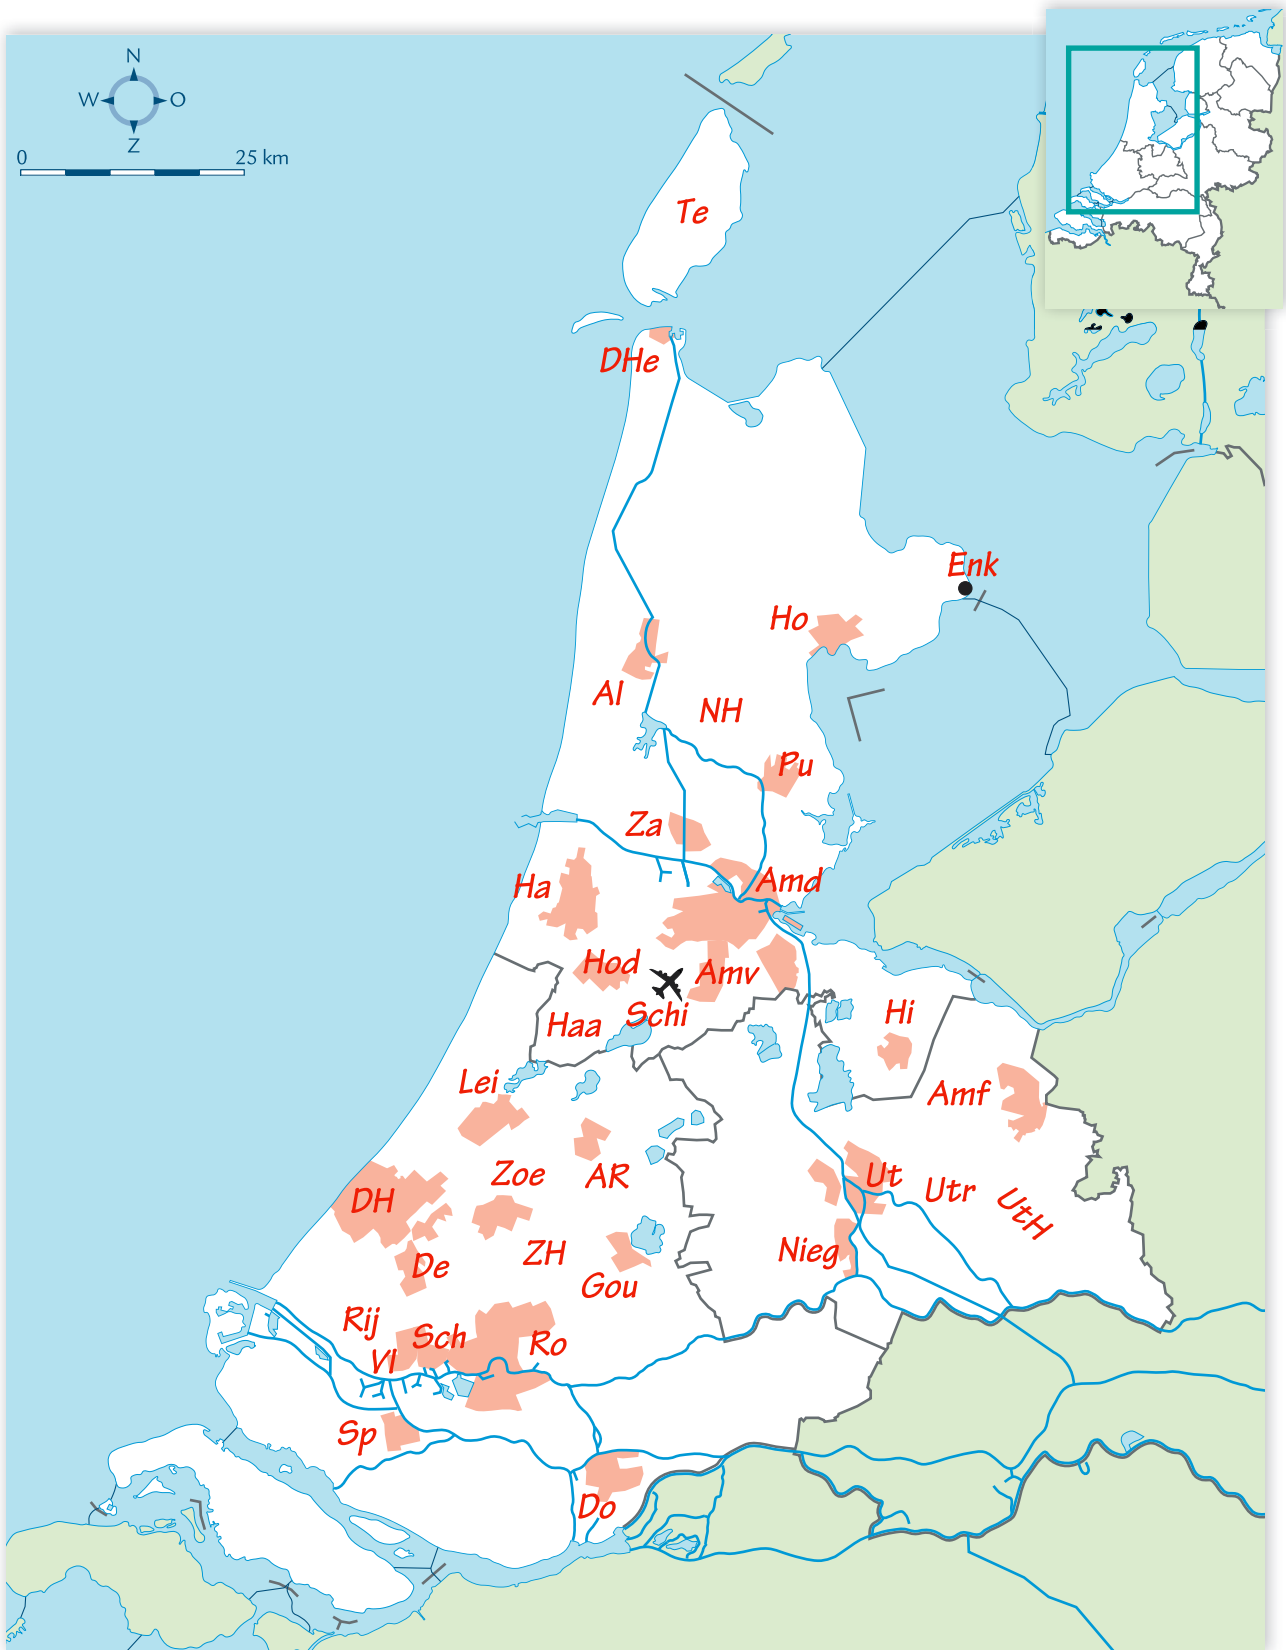 N
W O
Z
0 25 km
Te
DHe
Enk
Ho
Al
NH
Pu
Za
Amd
Ha
Hod
Amv
Schi
Haa
Hi
Lei
Amf
Zoe
AR
Ut
Utr
UtH
DH
Nieg
ZH
De
Gou
Rij
Sch
Ro
Vl
Sp
Do